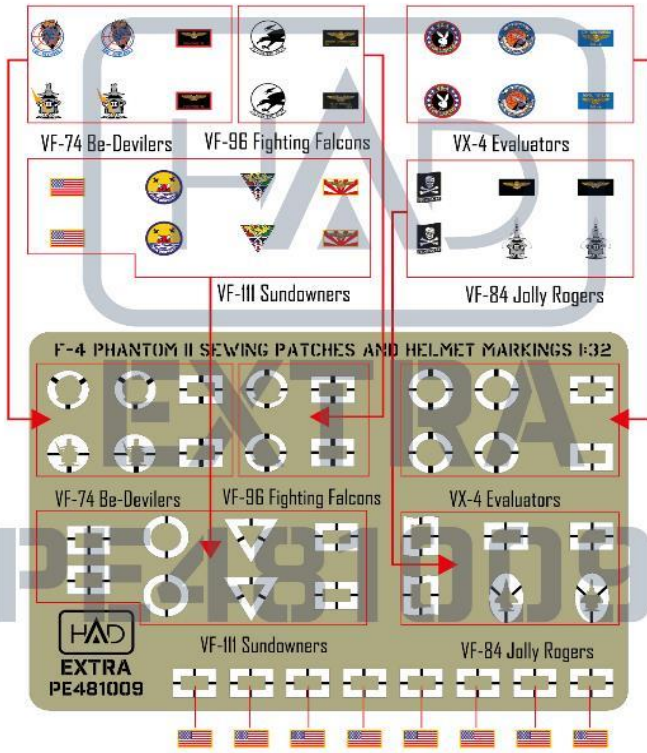 VF-74 Be-Devilers
VF-96 Fighting Falcons
VX-4 Evaluators
VF-111 Sundowners
VF-84 Jolly Rogers
HAD
F-4 PHANTOM II SEWING PATCHES AND HELMET MARKINGS 1:32
EXTRA
VF-74 Be-Devilers
VF-96 Fighting Falcons
VX-4 Evaluators
PE481009
VF-111 Sundowners
VF-84 Jolly Rogers
HAD
EXTRA
PE481009